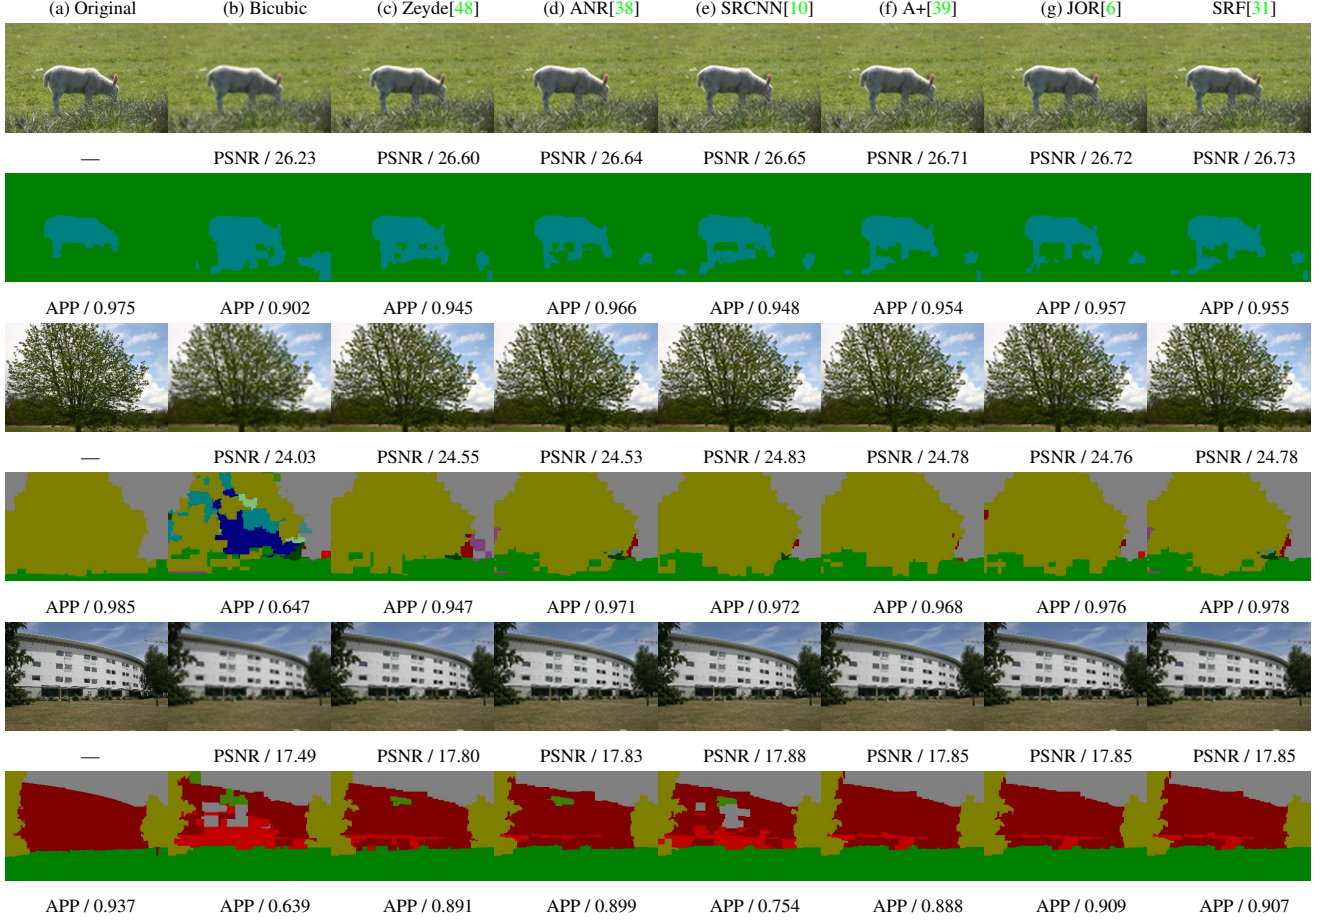 (a) Original (b) Bicubic (c) Zeyde[48] (d) ANR[38] (e) SRCNN[10] (f) A+[39] (g) JOR[6] SRF[31]
— PSNR / 26.23 PSNR / 26.60 PSNR / 26.64 PSNR / 26.65 PSNR / 26.71 PSNR / 26.72 PSNR / 26.73
APP / 0.975 APP / 0.902 APP / 0.945 APP / 0.966 APP / 0.948 APP / 0.954 APP / 0.957 APP / 0.955
— PSNR / 24.03 PSNR / 24.55 PSNR / 24.53 PSNR / 24.83 PSNR / 24.78 PSNR / 24.76 PSNR / 24.78
APP / 0.985 APP / 0.647 APP / 0.947 APP / 0.971 APP / 0.972 APP / 0.968 APP / 0.976 APP / 0.978
— PSNR / 17.49 PSNR / 17.80 PSNR / 17.83 PSNR / 17.88 PSNR / 17.85 PSNR / 17.85 PSNR / 17.85
APP / 0.937 APP / 0.639 APP / 0.891 APP / 0.899 APP / 0.754 APP / 0.888 APP / 0.909 APP / 0.907